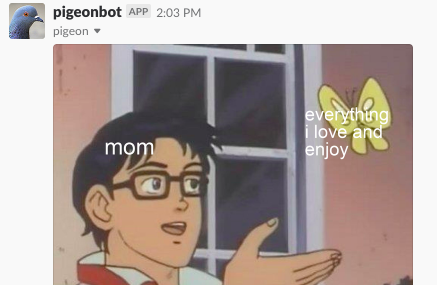 pigeonbot APP 2:03 PM
pigeon
mom
everything
i love and
enjoy